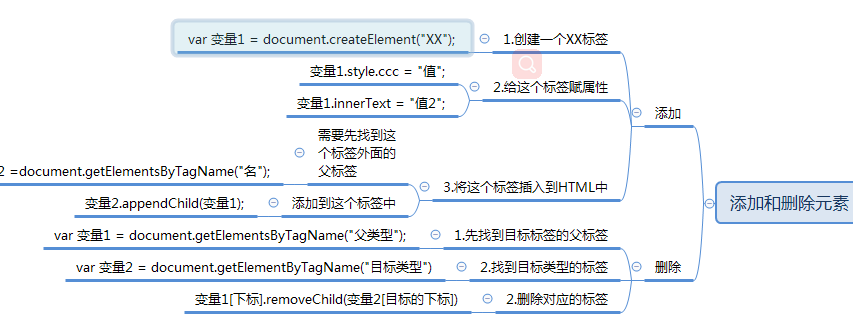 var 变量1 = document.createElement("XX");
1.创建一个XX标签
变量1.style.ccc = "值";
2.给这个标签赋属性
变量1.innerText = "值2";
添加
需要先找到这
个标签外面的
父标签
2 =document.getElementsByTagName("名");
3.将这个标签插入到HTML中
变量2.appendChild(变量1);
添加到这个标签中
添加和删除元素
var 变量1 = document.getElementsByTagName("父类型");
1.先找到目标标签的父标签
var 变量2 = document.getElementByTagName("目标类型")
2.找到目标类型的标签
删除
变量1[下标].removeChild(变量2[目标的下标])
2.删除对应的标签